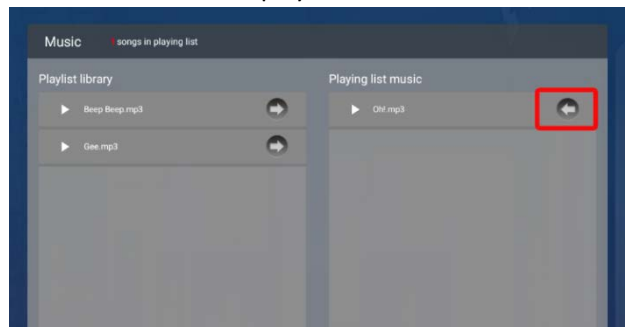 Music songs in playing list
Playlist library
Playing list music
Beep Beep.mp3
Oh!.mp3
Gee.mp3